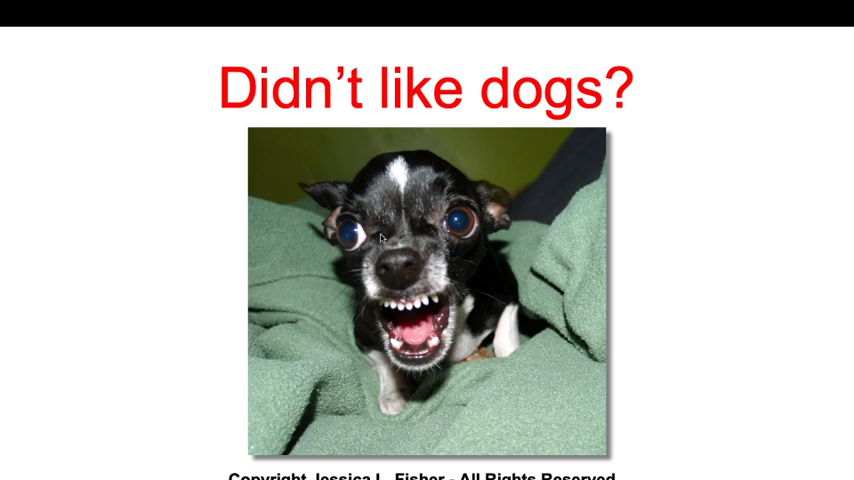 Didn’t like dogs?
Copyright Jessica L. Fisher - All Rights Reserved